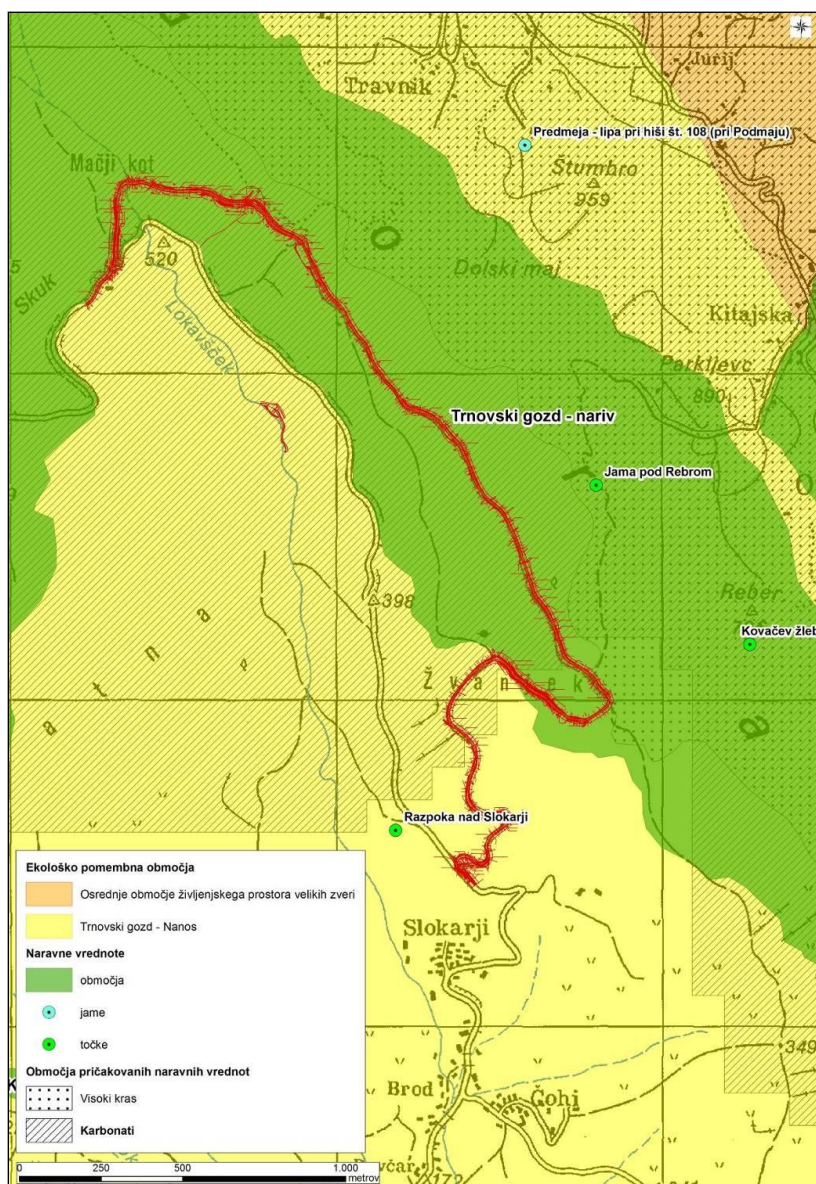 Travnik
Jurij
Predmeja - lipa pri hiši št. 108 (pri Podmaju)
Štumbro
959
Mačji kot
520
Skuk
Lokavšček
Dolski maj
Kitajska
Parkljevc
890
Trnovski gozd - nariv
Jama pod Rebrom
398
Reber
Kovačev žleb
Žvanček
Razpoka nad Slokarji
Slokarji
Brod
Čohi
349
172
Ekološko pomembna območja
Osrednje območje življenjskega prostora velikih zveri
Trnovski gozd - Nanos
Naravne vrednote
območja
jame
točke
Območja pričakovanih naravnih vrednot
Visoki kras
Karbonati
0 250 500 1.000
metrov